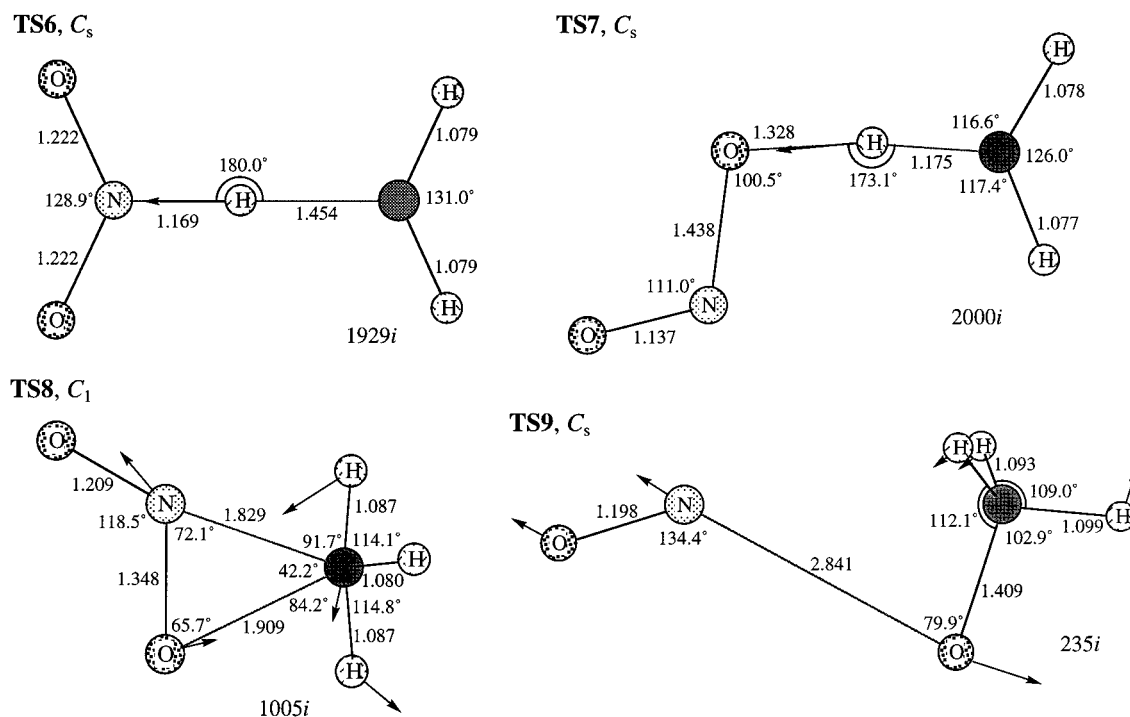 TS6, Cs
O
H
1.222
1.079
180.0°
128.9°
N
H
131.0°
1.169
1.454
1.222
1.079
O
H
1929i
TS7, Cs
H
1.078
116.6°
1.328
H
O
1.175
126.0°
100.5°
173.1°
117.4°
1.438
1.077
H
111.0°
N
O
1.137
2000i
TS8, C1
O
H
1.209
N
1.087
118.5°
1.829
72.1°
91.7°
114.1°
H
1.348
42.2°
1.080
84.2°
114.8°
65.7°
1.909
1.087
O
H
1005i
TS9, Cs
H
H
1.093
N
109.0°
1.198
112.1°
H
O
134.4°
1.099
102.9°
2.841
1.409
79.9°
O
235i